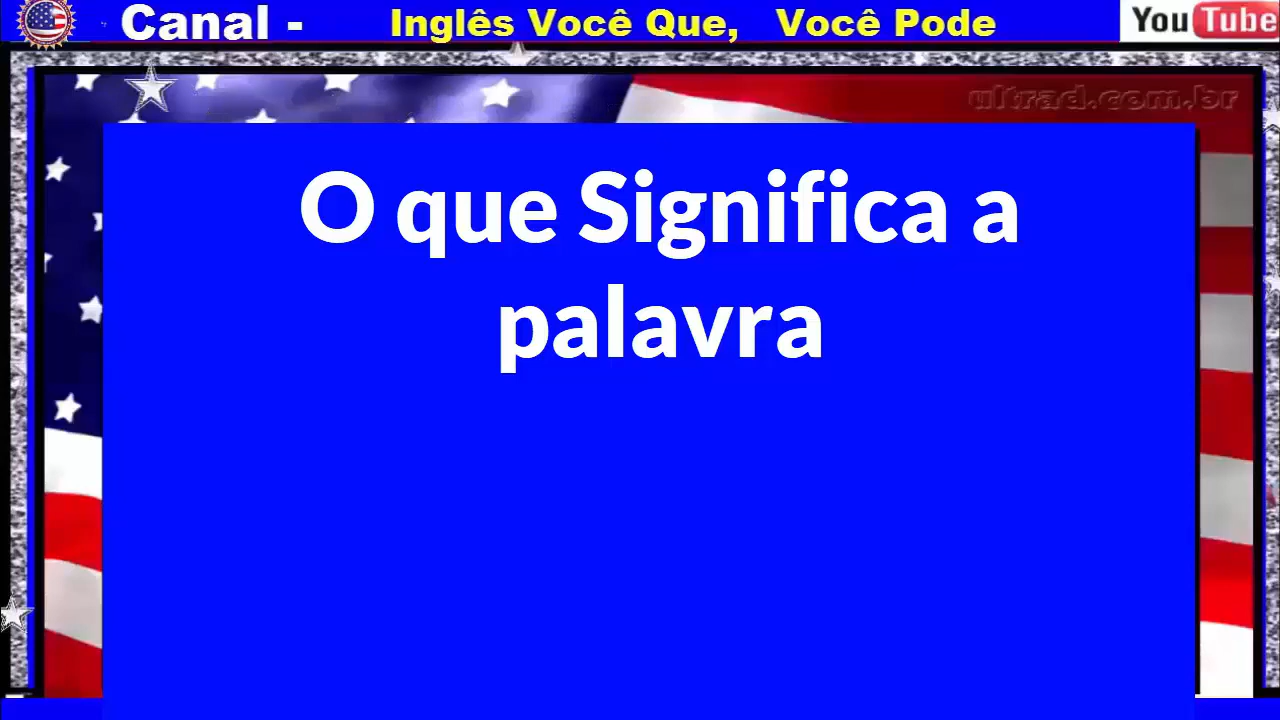 Canal - Inglês Você Que, Você Pode
YouTube
ultrad.com.br
O que Significa a
palavra